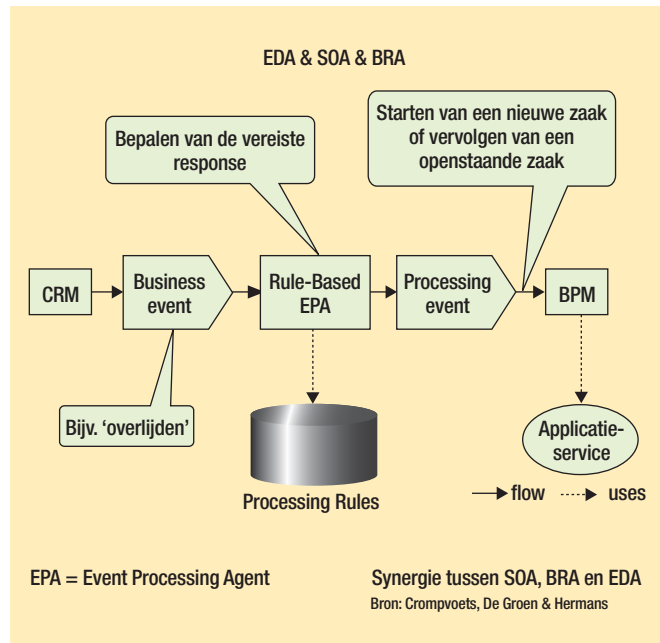 EDA & SOA & BRA
Bepalen van de vereiste
response
Starten van een nieuwe zaak
of vervolgen van een
openstaande zaak
CRM
Business
event
Rule-Based
EPA
Processing
event
BPM
Bijv. ‘overlijden’
Processing Rules
Applicatie-
service
flow
uses
EPA = Event Processing Agent
Synergie tussen SOA, BRA en EDA
Bron: Crompvoets, De Groen & Hermans